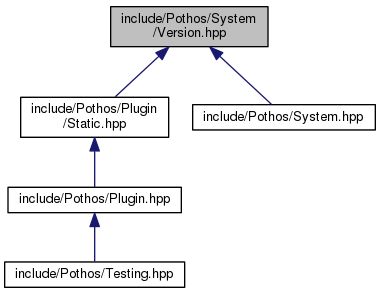 include/Pothos/System
/Version.hpp
include/Pothos/Plugin
/Static.hpp
include/Pothos/System.hpp
include/Pothos/Plugin.hpp
include/Pothos/Testing.hpp